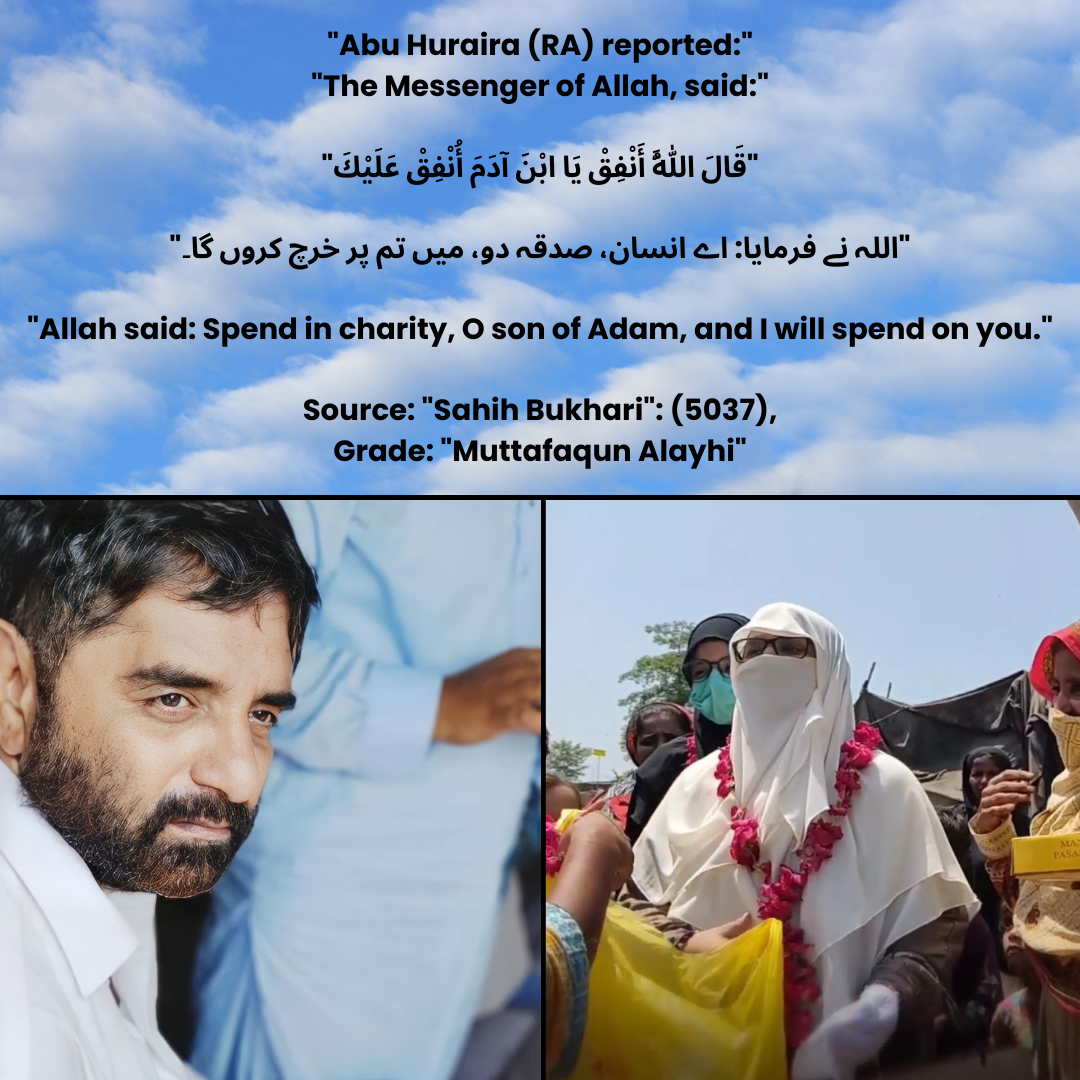 "Abu Huraira (RA) reported:"
"The Messenger of Allah, said:"
"قَالَ اللَّهُ أَنْفِقْ يَا ابْنَ آدَمَ أُنْفِقْ عَلَيْكَ"
"اللہ نے فرمایا: اے انسان، صدقہ دو، میں تم پر خرچ کروں گا۔"
"Allah said: Spend in charity, O son of Adam, and I will spend on you."
Source: "Sahih Bukhari": (5037),
Grade: "Muttafaqun Alayhi"